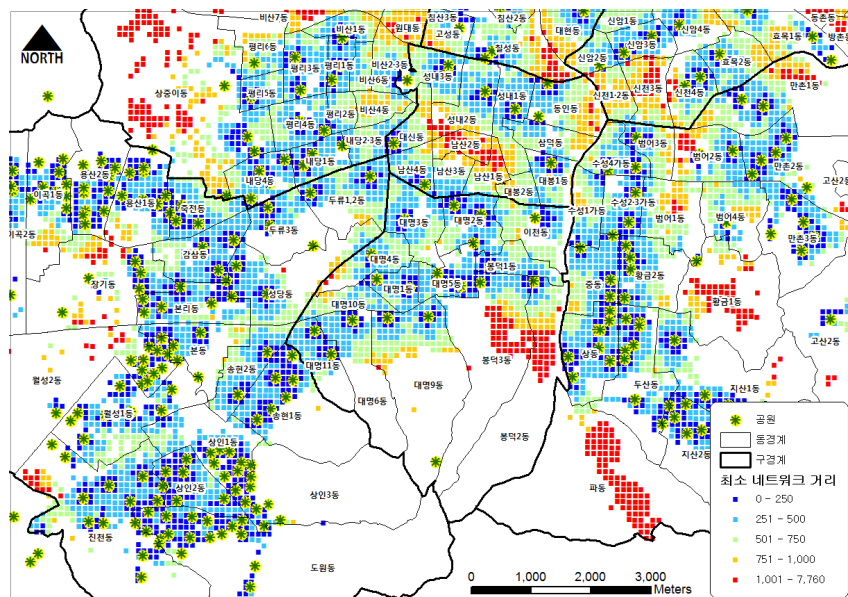 비산7동
비산1동
원대동
침산3동
침산2동
고성동
대현동
신암1동
신암4동
효목1동
동촌동
방촌동
평리6동
평리3동
평리1동
비산2·3동
비산6동
성내3동
칠성동
신암2동
신암3동
효목2동
만촌1동
상중이동
평리5동
비산4동
성내1동
동인동
신천1·2동
신천3동
신천4동
평리2동
평리4동
내당2·3동
대신동
성내2동
남산2동
삼덕동
범어3동
범어2동
만촌2동
용산2동
내당1동
내당4동
남산4동
남산3동
남산1동
대봉1동
대봉2동
수성4가동
고산2동
이곡1동
용산1동
죽전동
두류1,2동
수성2·3가동
수성1가동
범어1동
범어4동
만촌3동
이곡2동
두류3동
대명3동
대명2동
이천동
감삼동
대명4동
봉덕1동
황금2동
장기동
성당동
대명1동
대명5동
중동
황금1동
본리동
대명10동
본동
대명11동
봉덕3동
상동
고산2동
월성2동
송현2동
대명6동
대명9동
두산동
지산1동
월성1동
송현1동
봉덕2동
지산2동
상인1동
상인2동
상인3동
파동
진천동
도원동
NORTH
공원
동경계
구경계
최소 네트워크 거리
0 - 250
251 - 500
501 - 750
751 - 1,000
1,001 - 7,760
0 1,000 2,000 3,000
Meters